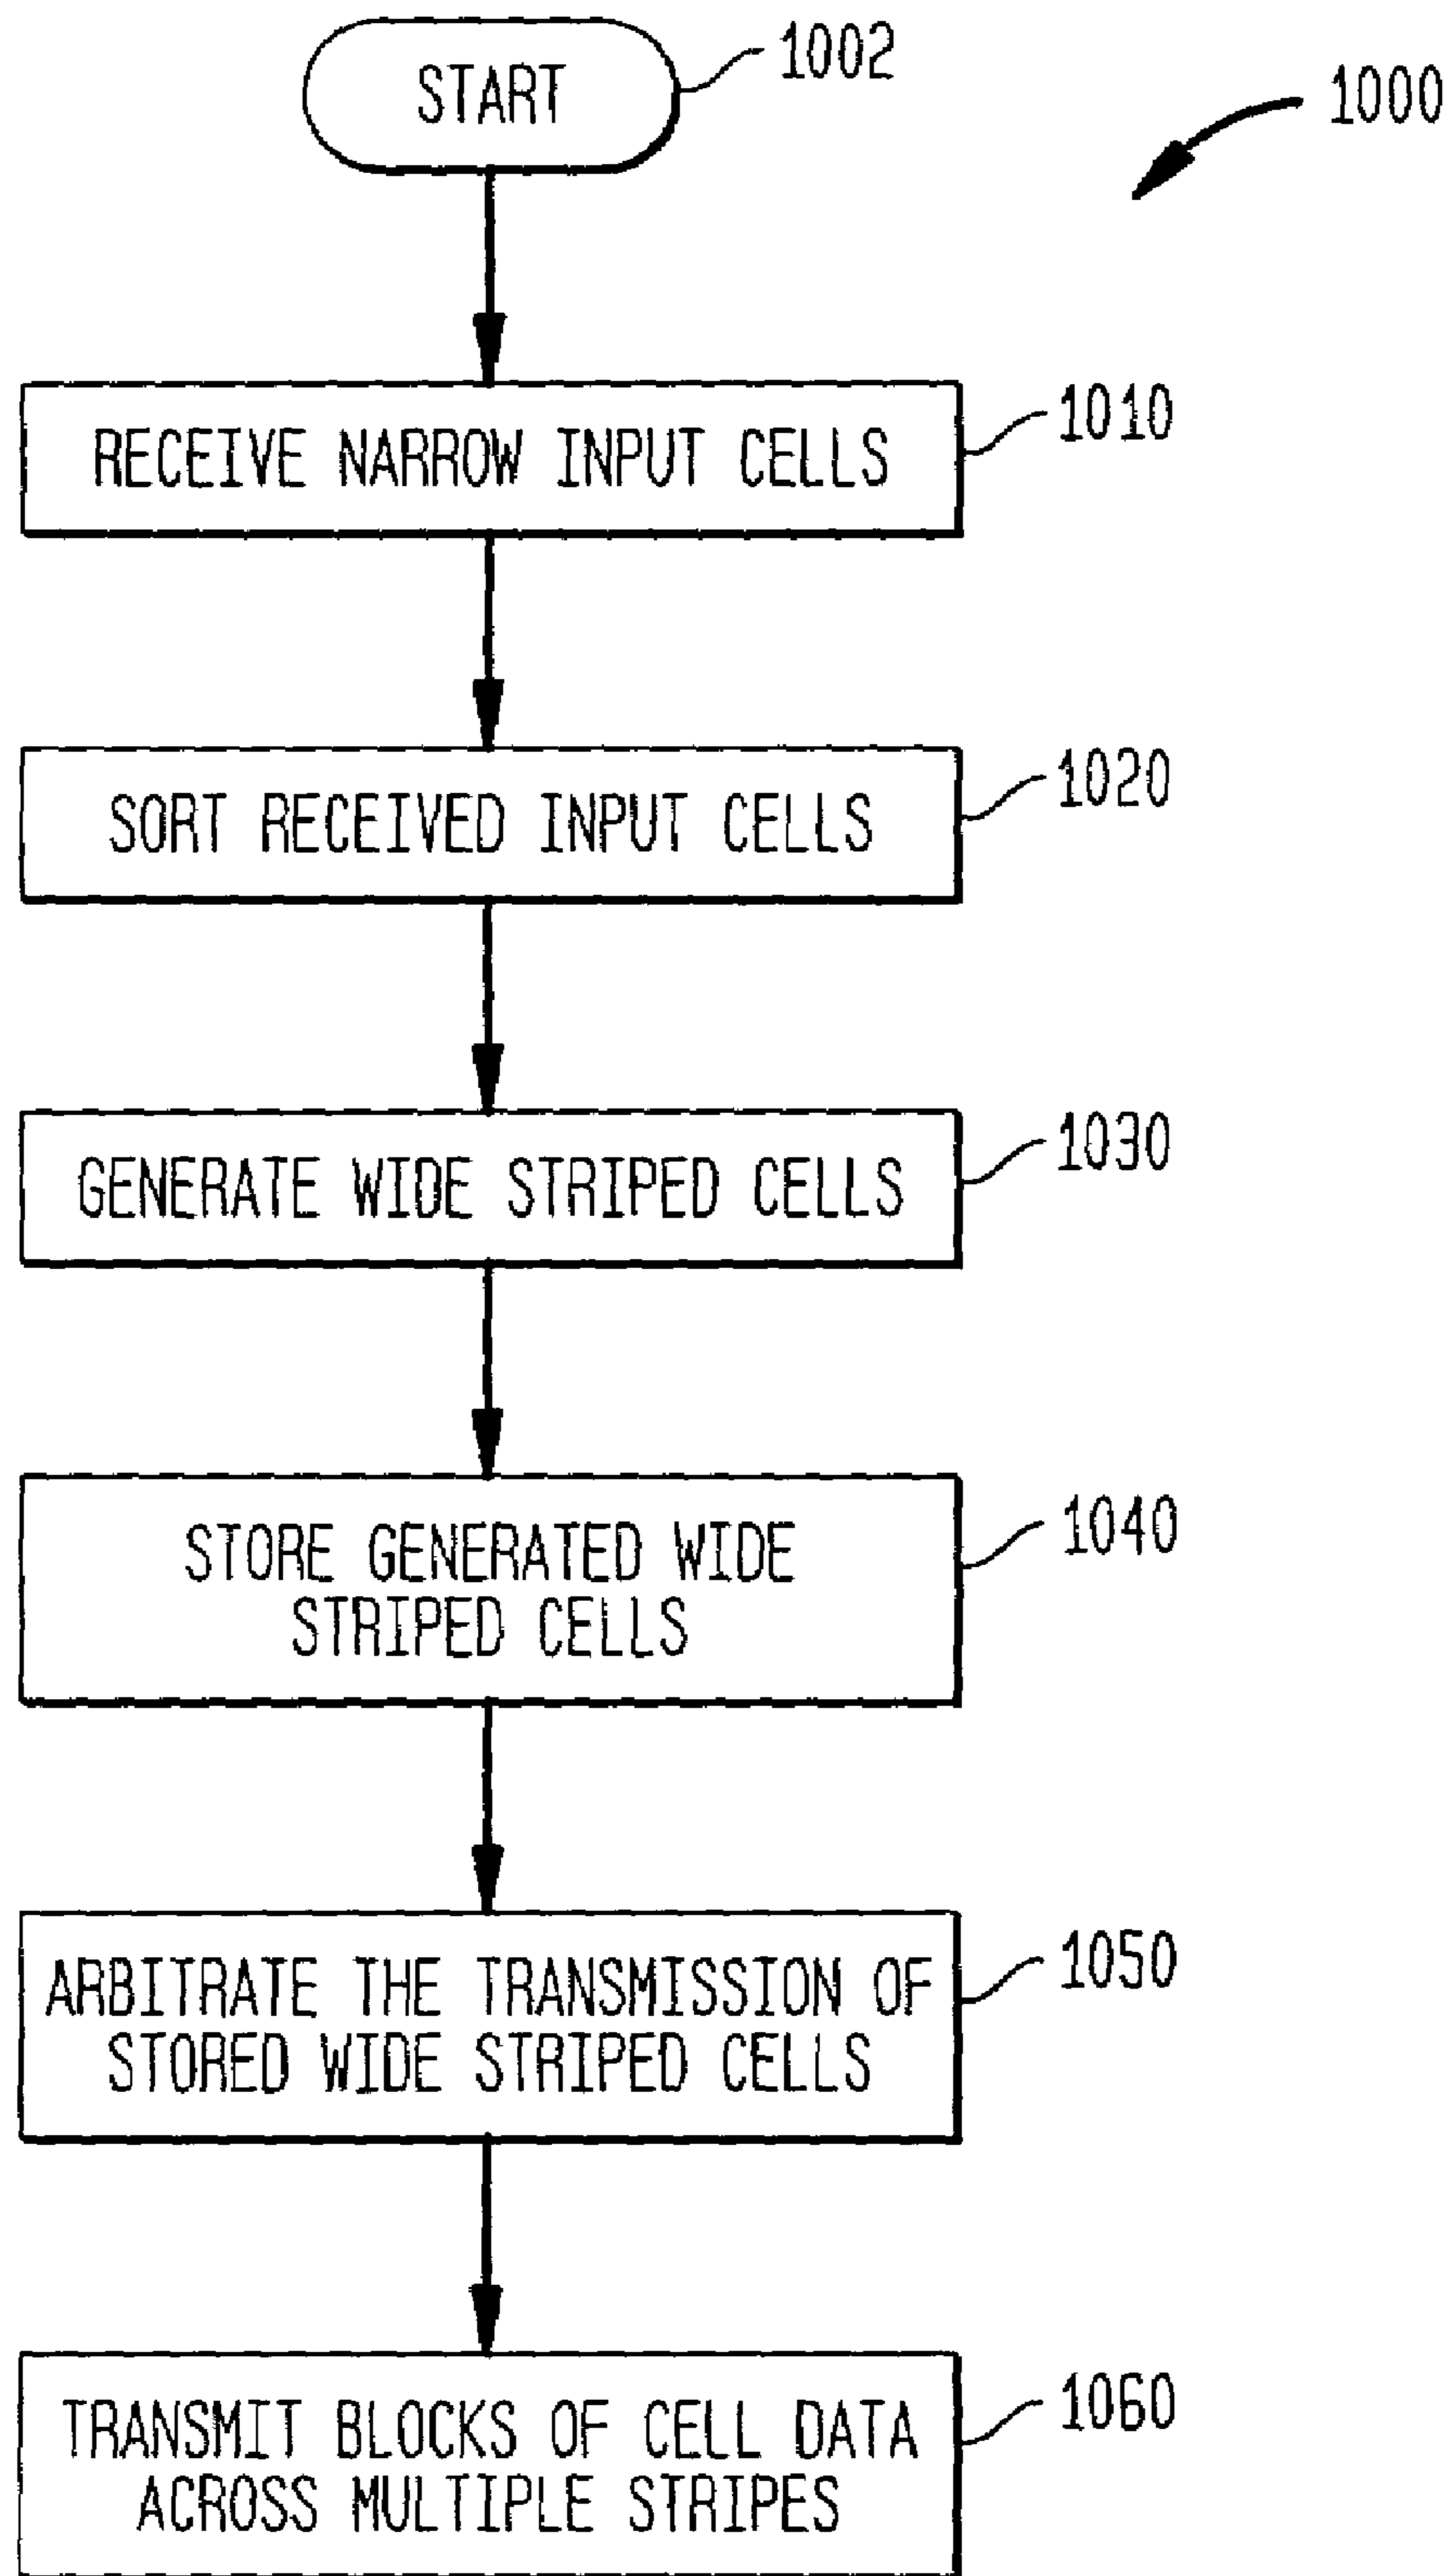 START
1002
1000
RECEIVE NARROW INPUT CELLS
1010
SORT RECEIVED INPUT CELLS
1020
GENERATE WIDE STRIPED CELLS
1030
STORE GENERATED WIDE
STRIPED CELLS
1040
ARBITRATE THE TRANSMISSION OF
STORED WIDE STRIPED CELLS
1050
TRANSMIT BLOCKS OF CELL DATA
ACROSS MULTIPLE STRIPES
1060